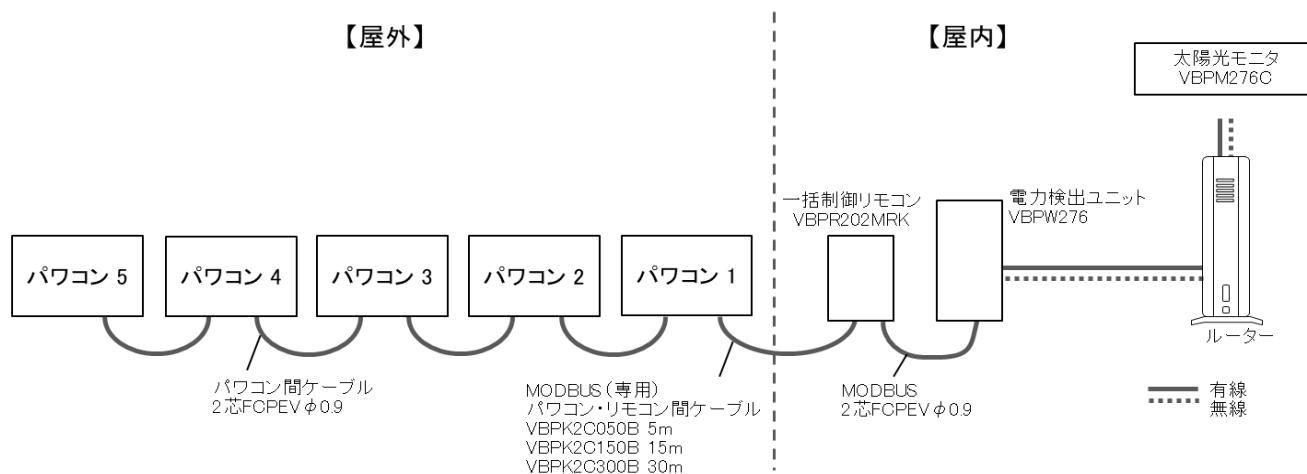 【屋外】
【屋内】
太陽光モニタ
VBPM276C
一括制御リモコン
VBPR202MRK
電力検出ユニット
VBPW276
パワコン 5
パワコン 4
パワコン 3
パワコン 2
パワコン 1
ルーター
パワコン間ケーブル
2芯FCPEVφ0.9
MODBUS(専用)
パワコン・リモコン間ケーブル
VBPK2C050B 5m
VBPK2C150B 15m
VBPK2C300B 30m
MODBUS
2芯FCPEVφ0.9
有線
無線